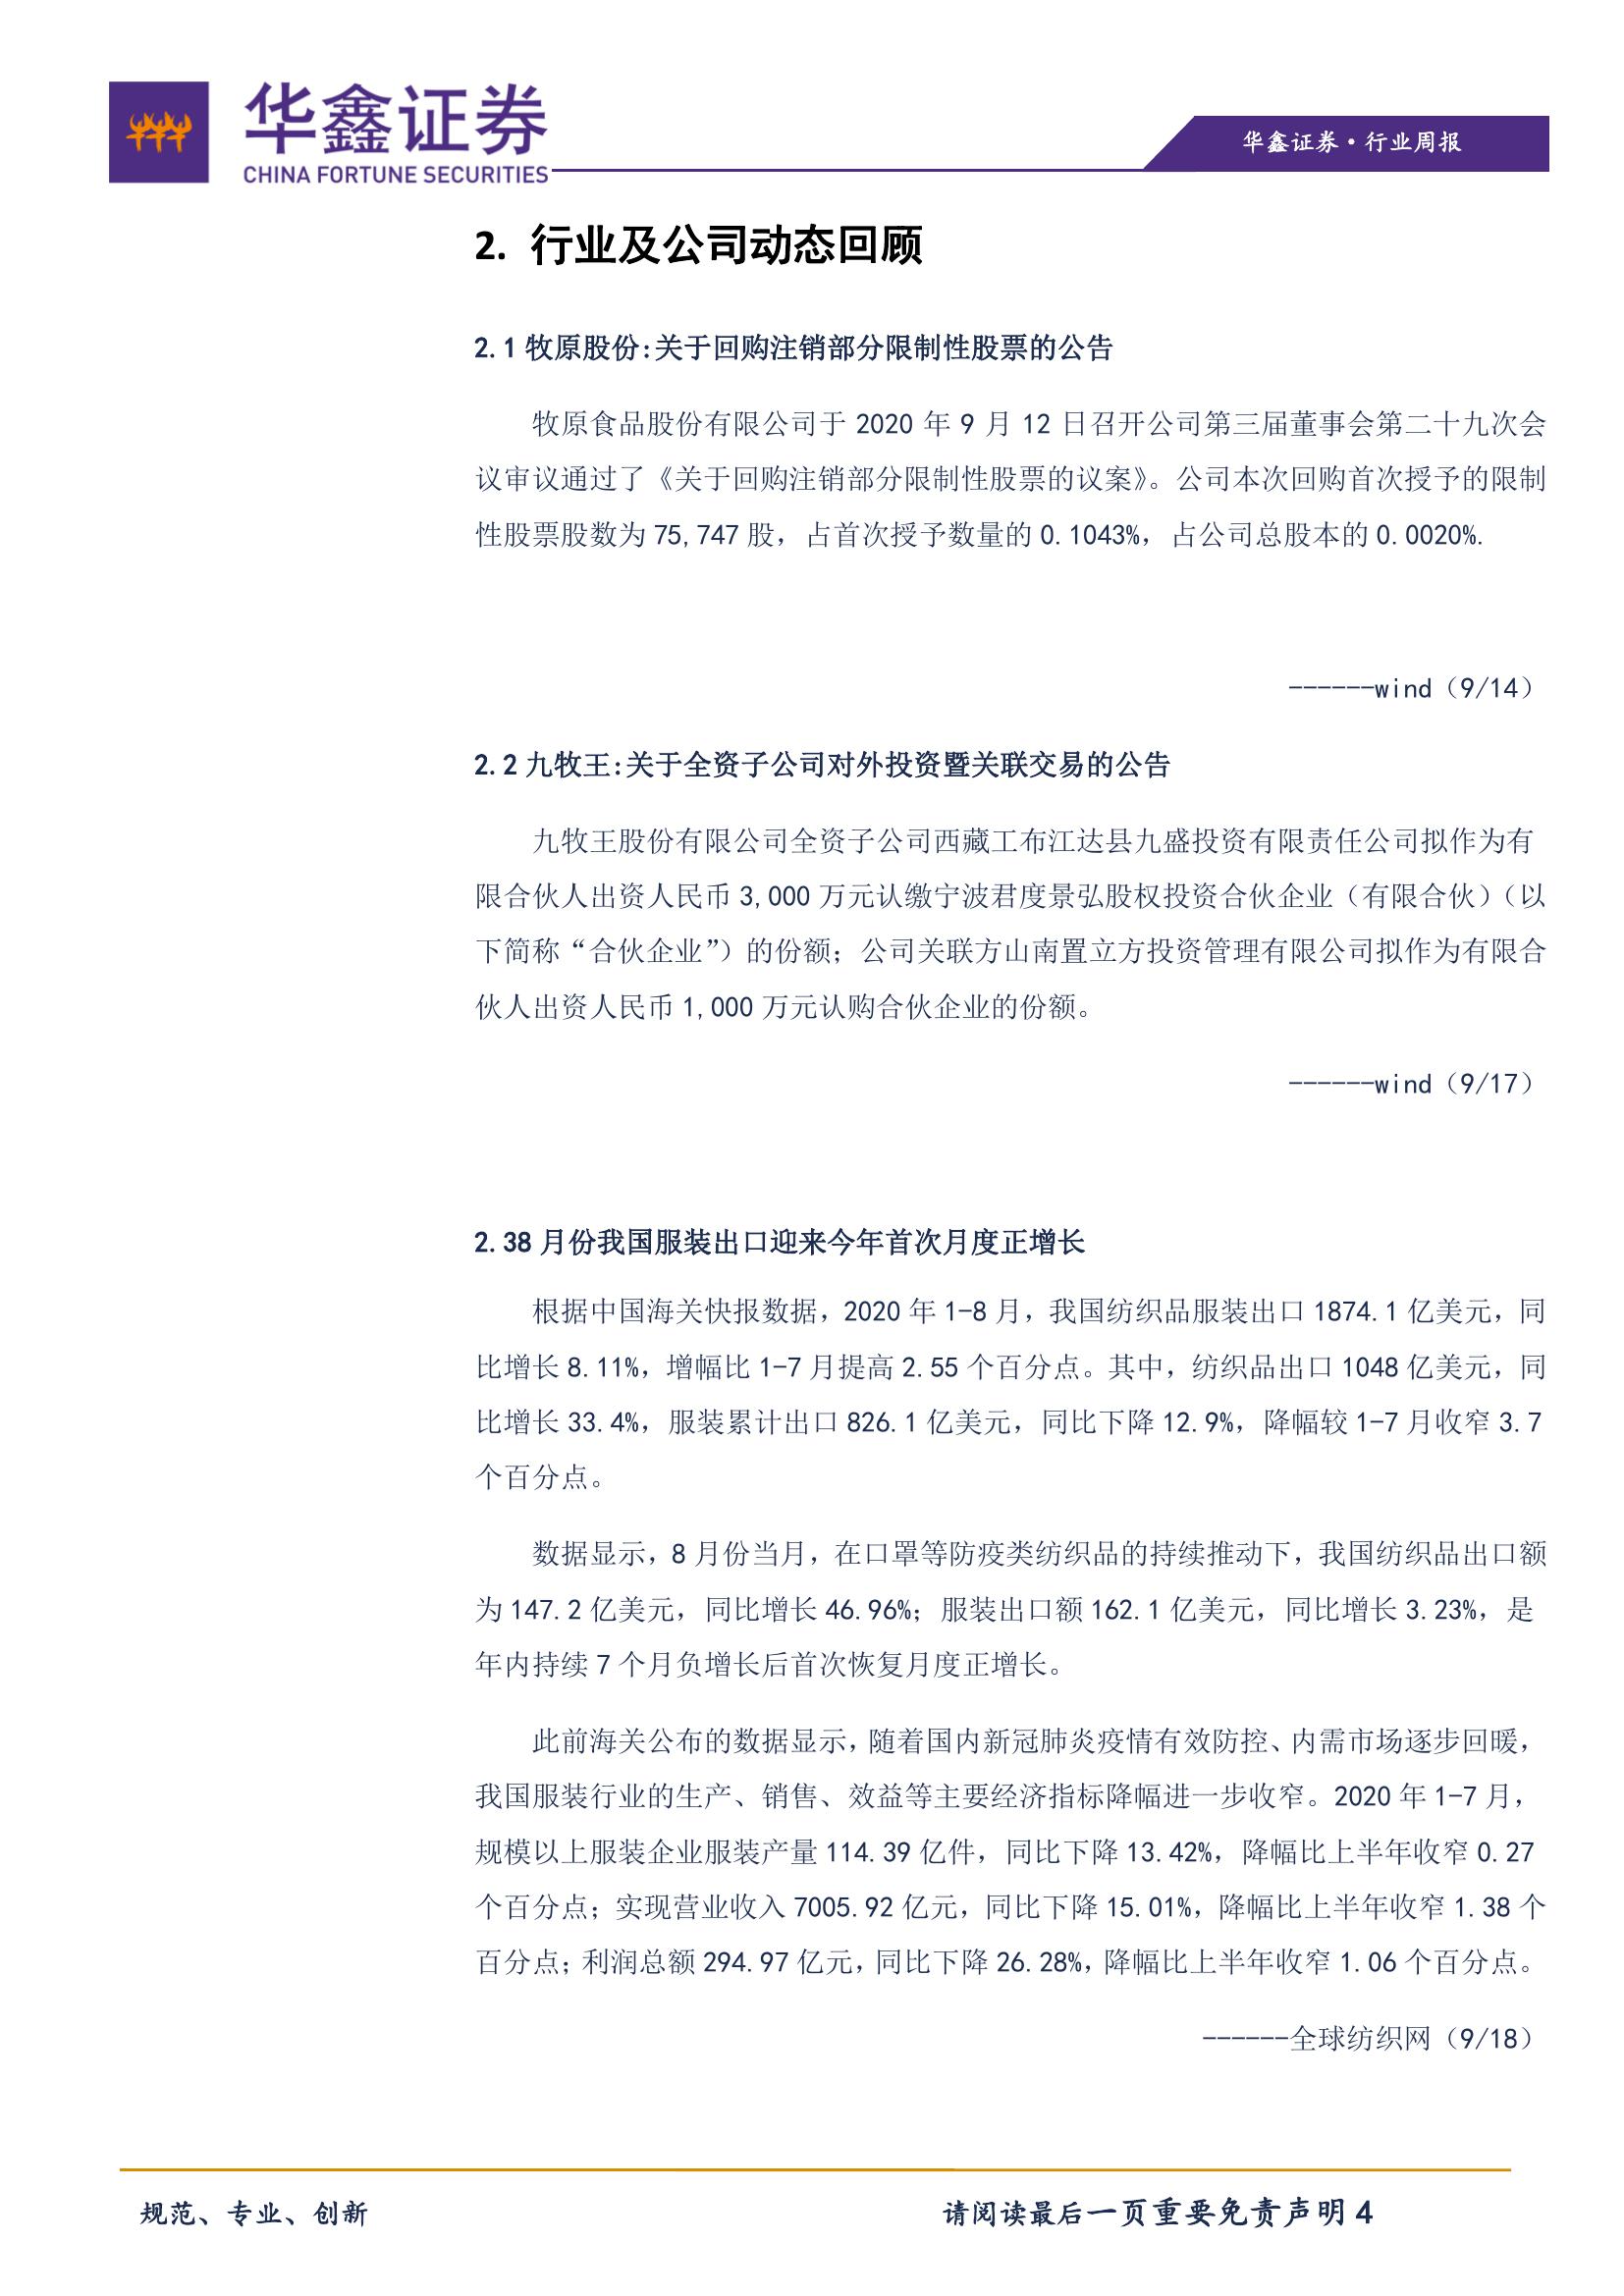 华鑫证券
CHINA FORTUNE SECURITIES
华鑫证券·行业周报
2. 行业及公司动态回顾
2.1 牧原股份:关于回购注销部分限制性股票的公告
牧原食品股份有限公司于 2020 年 9 月 12 日召开公司第三届董事会第二十九次会
议审议通过了《关于回购注销部分限制性股票的议案》。公司本次回购首次授予的限制
性股票股数为 75,747 股，占首次授予数量的 0.1043%，占公司总股本的 0.0020%.
------wind（9/14）
2.2 九牧王:关于全资子公司对外投资暨关联交易的公告
九牧王股份有限公司全资子公司西藏工布江达县九盛投资有限责任公司拟作为有
限合伙人出资人民币 3,000 万元认缴宁波君度景弘股权投资合伙企业（有限合伙）（以
下简称“合伙企业”）的份额；公司关联方山南置立方投资管理有限公司拟作为有限合
伙人出资人民币 1,000 万元认购合伙企业的份额。
------wind（9/17）
2.38 月份我国服装出口迎来今年首次月度正增长
根据中国海关快报数据，2020 年 1-8 月，我国纺织品服装出口 1874.1 亿美元，同
比增长 8.11%，增幅比 1-7 月提高 2.55 个百分点。其中，纺织品出口 1048 亿美元，同
比增长 33.4%，服装累计出口 826.1 亿美元，同比下降 12.9%，降幅较 1-7 月收窄 3.7
个百分点。
数据显示，8 月份当月，在口罩等防疫类纺织品的持续推动下，我国纺织品出口额
为 147.2 亿美元，同比增长 46.96%；服装出口额 162.1 亿美元，同比增长 3.23%，是
年内持续 7 个月负增长后首次恢复月度正增长。
此前海关公布的数据显示，随着国内新冠肺炎疫情有效防控、内需市场逐步回暖，
我国服装行业的生产、销售、效益等主要经济指标降幅进一步收窄。2020 年 1-7 月，
规模以上服装企业服装产量 114.39 亿件，同比下降 13.42%，降幅比上半年收窄 0.27
个百分点；实现营业收入 7005.92 亿元，同比下降 15.01%，降幅比上半年收窄 1.38 个
百分点；利润总额 294.97 亿元，同比下降 26.28%，降幅比上半年收窄 1.06 个百分点。
------全球纺织网（9/18）
规范、专业、创新
请阅读最后一页重要免责声明 4